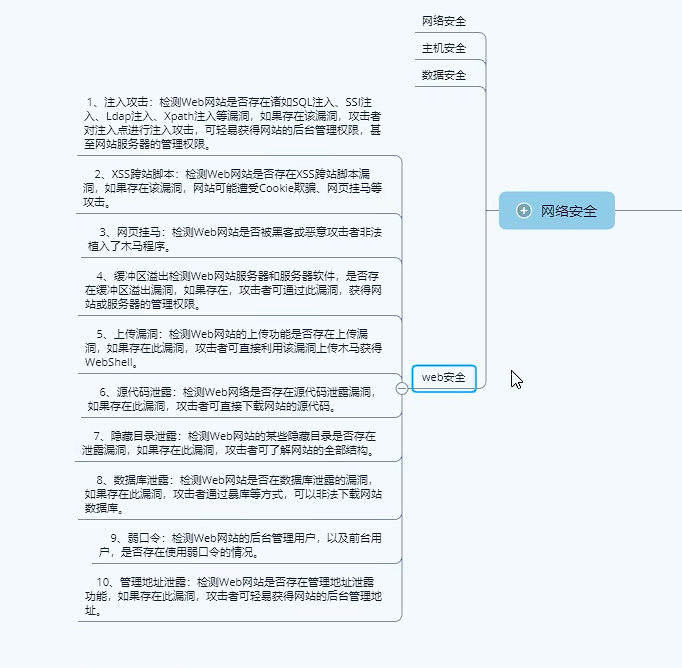 网络安全
主机安全
数据安全
1、注入攻击：检测Web网站是否存在诸如SQL注入、SSI注
入、Ldap注入、Xpath注入等漏洞，如果存在该漏洞，攻击者
对注入点进行注入攻击，可轻易获得网站的后台管理权限，甚
至网站服务器的管理权限。
2、XSS跨站脚本：检测Web网站是否存在XSS跨站脚本漏
洞，如果存在该漏洞，网站可能遭受Cookie欺骗、网页挂马等
攻击。
3、网页挂马：检测Web网站是否被黑客或恶意攻击者非法
植入了木马程序。
4、缓冲区溢出检测Web网站服务器和服务器软件，是否存
在缓冲区溢出漏洞，如果存在，攻击者可通过此漏洞，获得网
站或服务器的管理权限。
5、上传漏洞：检测Web网站的上传功能是否存在上传漏
洞，如果存在此漏洞，攻击者可直接利用该漏洞上传木马获得
WebShell。
6、源代码泄露：检测Web网络是否存在源代码泄露漏洞，
如果存在此漏洞，攻击者可直接下载网站的源代码。
7、隐藏目录泄露：检测Web网站的某些隐藏目录是否存在
泄露漏洞，如果存在此漏洞，攻击者可了解网站的全部结构。
8、数据库泄露：检测Web网站是否在数据库泄露的漏洞，
如果存在此漏洞，攻击者通过暴库等方式，可以非法下载网站
数据库。
9、弱口令：检测Web网站的后台管理用户，以及前台用
户，是否存在使用弱口令的情况。
10、管理地址泄露：检测Web网站是否存在管理地址泄露
功能，如果存在此漏洞，攻击者可轻易获得网站的后台管理地
址。
web安全
网络安全